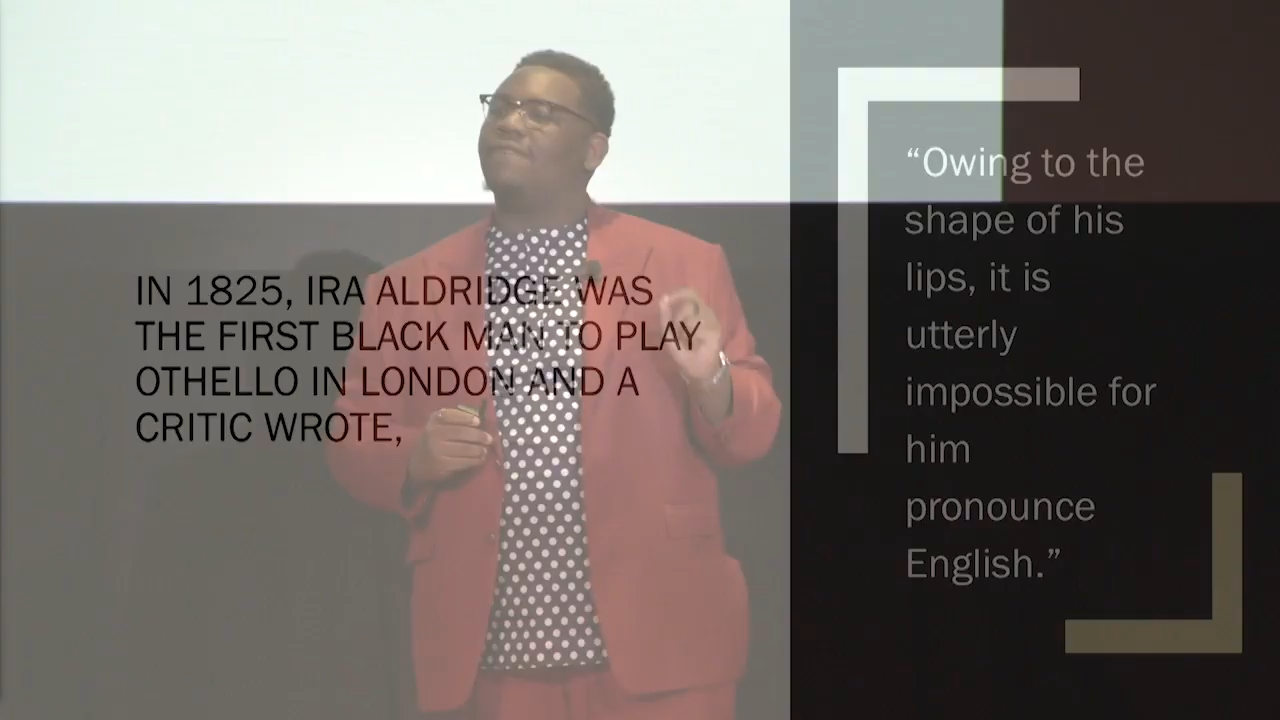 IN 1825, IRA ALDRIDGE WAS
THE FIRST BLACK MAN TO PLAY
OTHELLO IN LONDON AND A
CRITIC WROTE,
“Owing to the
shape of his
lips, it is
utterly
impossible for
him
pronounce
English.”